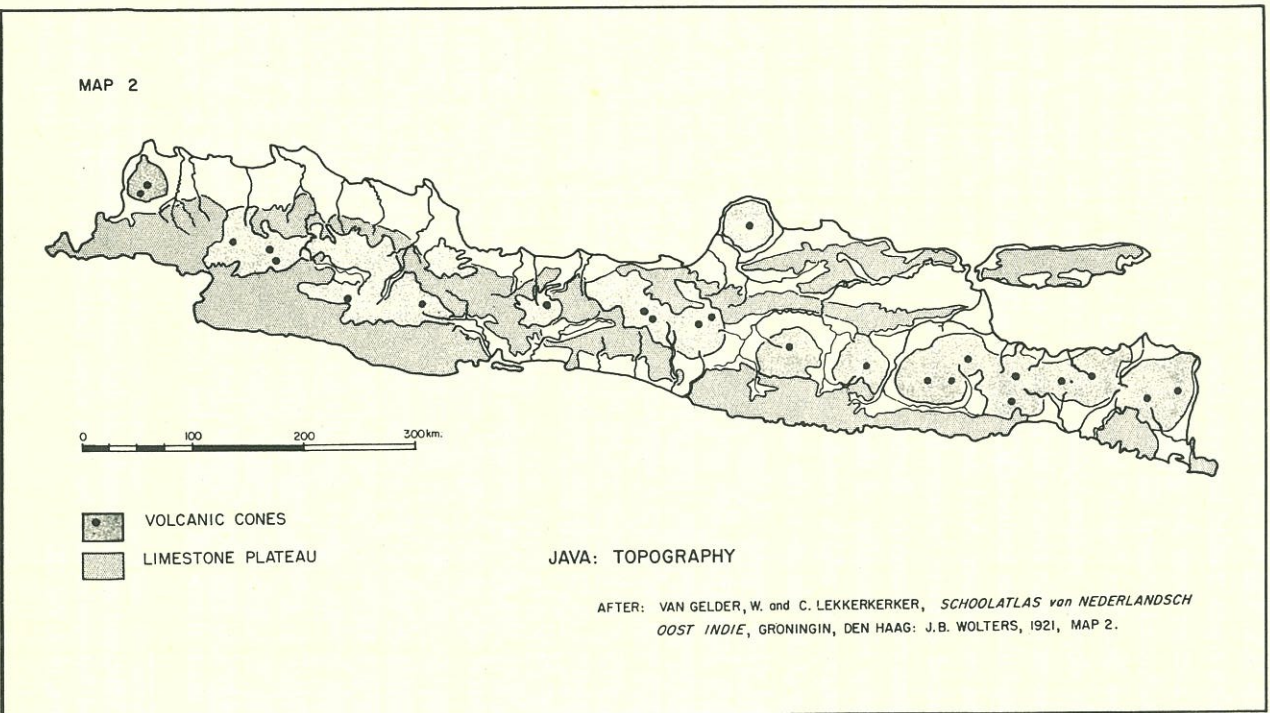 MAP 2
0 100 200 300km.
VOLCANIC CONES
LIMESTONE PLATEAU
JAVA: TOPOGRAPHY
AFTER: VAN GELDER, W. and C. LEKKERKERKER, SCHOOLATLAS van NEDERLANDSCH
OOST INDIE, GRONINGIN, DEN HAAG: J.B. WOLTERS, 1921, MAP 2.